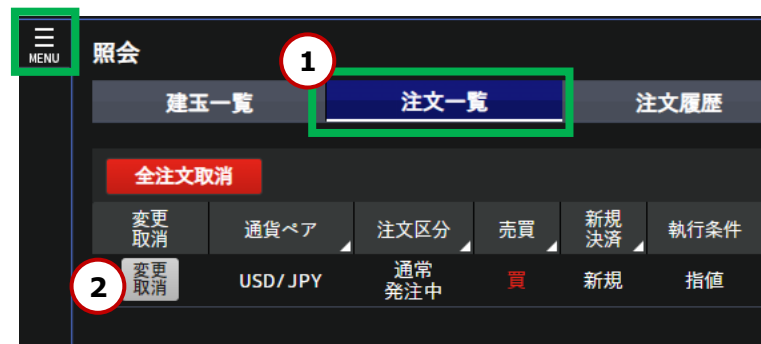 MENU
照会
1
建玉一覧 注文一覧 注文履歴
全注文取消
変更
取消
通貨ペア
注文区分
売買
新規
決済
執行条件
2
変更
取消
USD/JPY
通常
発注中
買
新規
指値